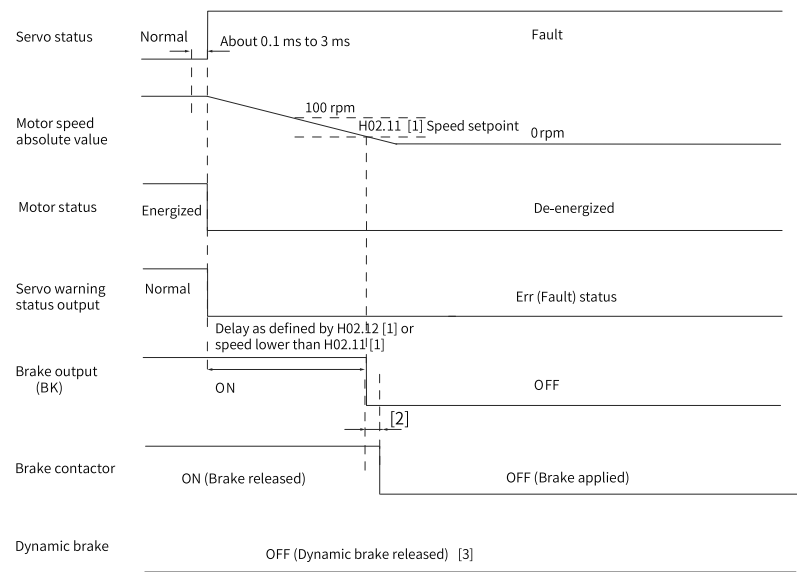 Servo status
Normal
About 0.1 ms to 3 ms
Fault
Motor speed
absolute value
100 rpm
H02.11 [1] Speed setpoint
0rpm
Motor status
Energized
De-energized
Servo warning
status output
Normal
Err (Fault) status
Delay as defined by H02.12 [1] or
speed lower than H02.11 [1]
Brake output
(BK)
ON
OFF
[2]
Brake contactor
ON (Brake released)
OFF (Brake applied)
Dynamic brake
OFF (Dynamic brake released) [3]